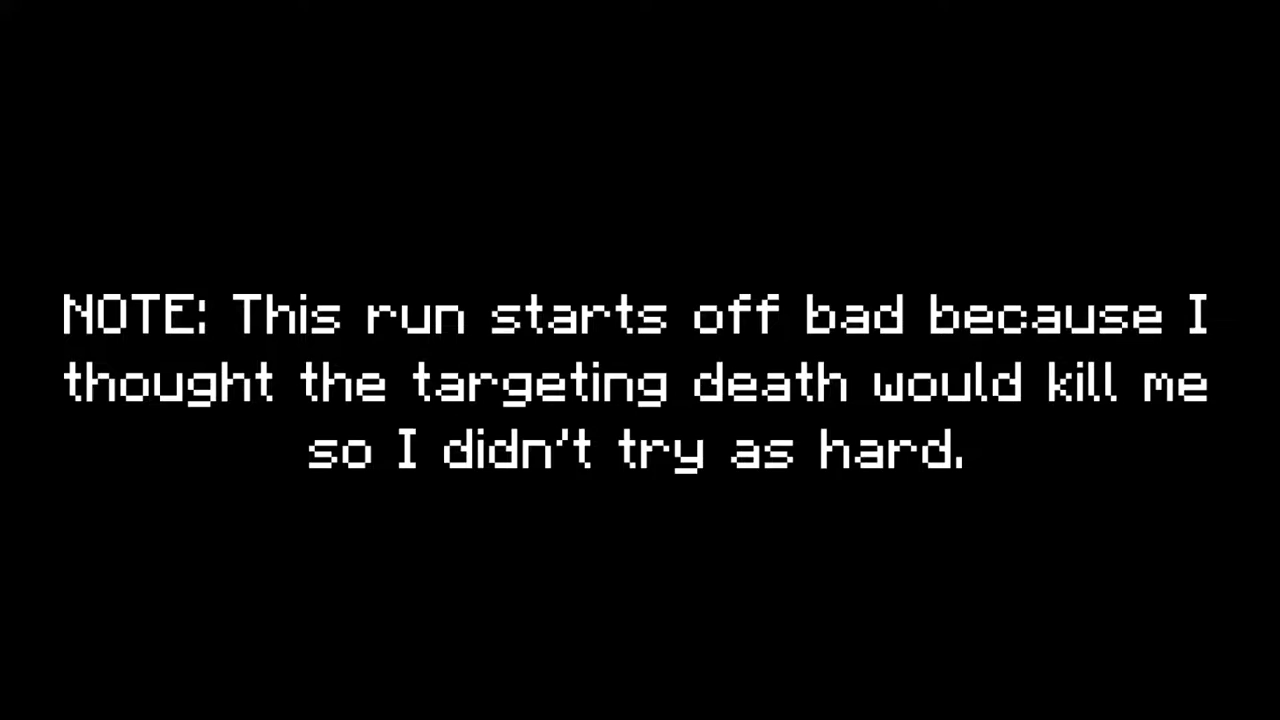 NOTE: This run starts off bad because I
thought the targeting death would kill me
so I didn't try as hard.